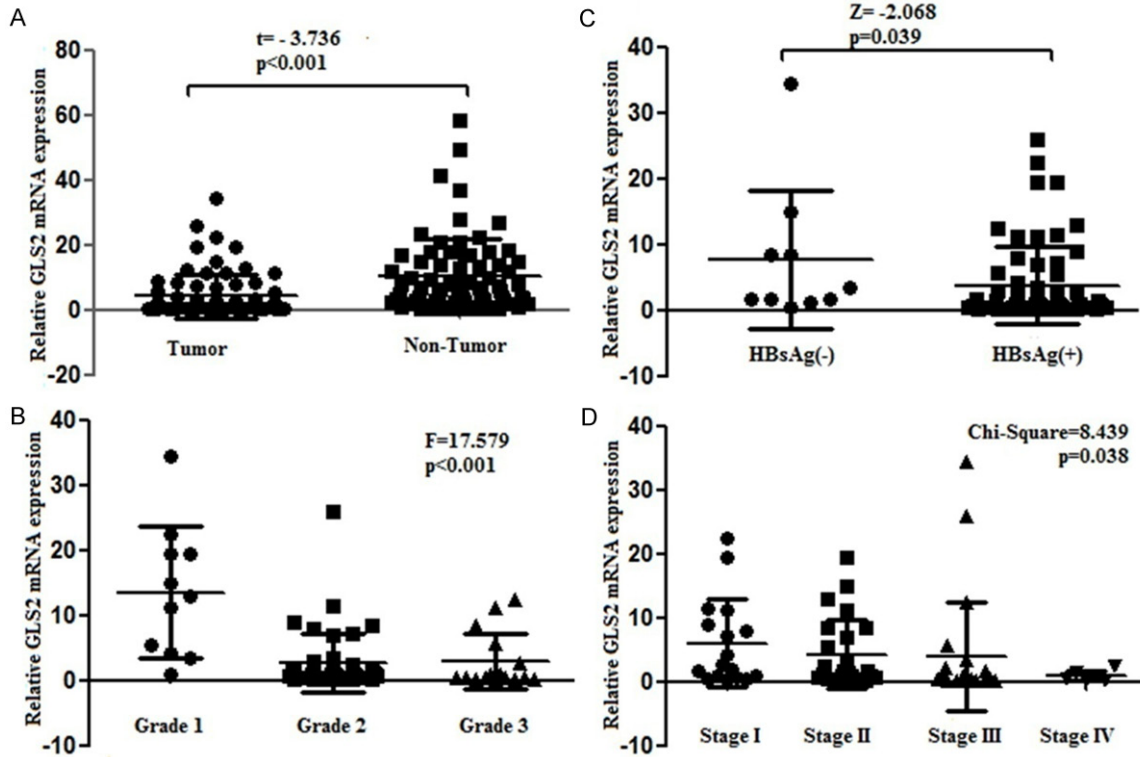 A
t= - 3.736
p<0.001
Relative GLS2 mRNA expression
80
60
40
20
0
-20
Tumor
Non-Tumor
C
Z= -2.068
p=0.039
Relative GLS2 mRNA expression
40
30
20
10
0
-10
HBsAg(-)
HBsAg(+)
B
F=17.579
p<0.001
Relative GLS2 mRNA expression
40
30
20
10
0
-10
Grade 1
Grade 2
Grade 3
D
Chi-Square=8.439
p=0.038
Relative GLS2 mRNA expression
40
30
20
10
0
-10
Stage I
Stage II
Stage III
Stage IV